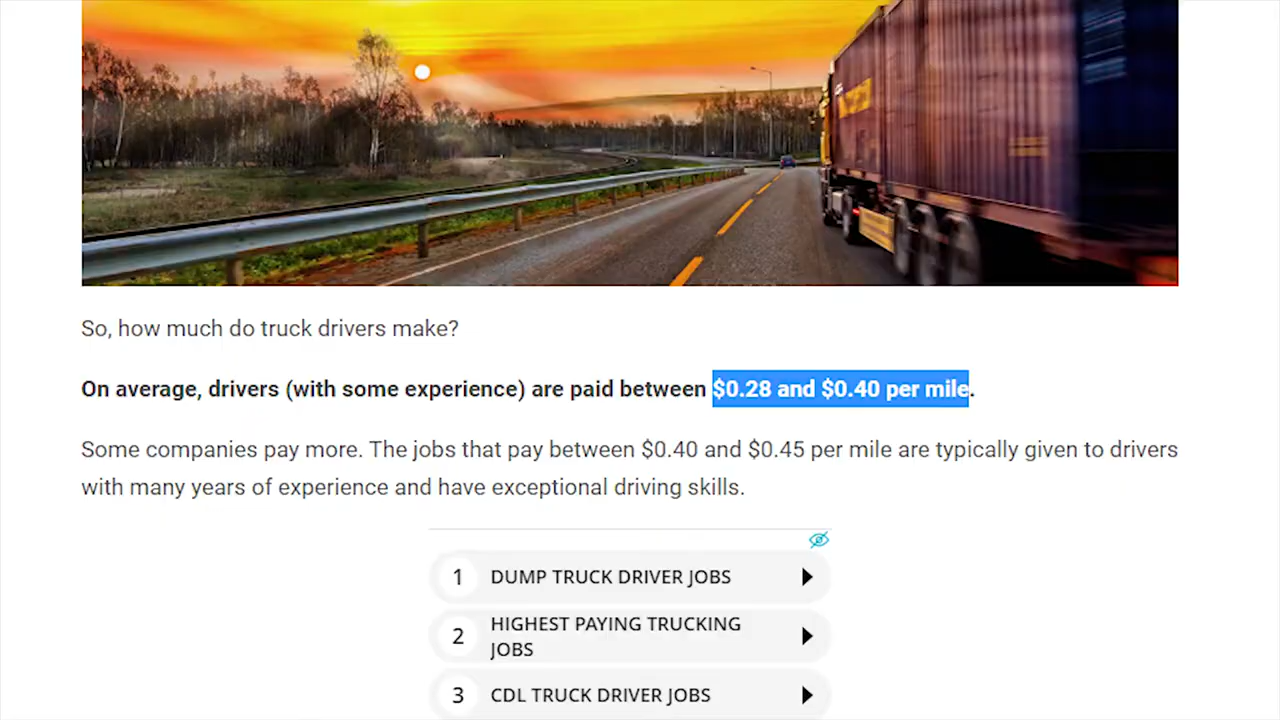 So, how much do truck drivers make?
On average, drivers (with some experience) are paid between $0.28 and $0.40 per mile.
Some companies pay more. The jobs that pay between $0.40 and $0.45 per mile are typically given to drivers
with many years of experience and have exceptional driving skills.
1 DUMP TRUCK DRIVER JOBS
2 HIGHEST PAYING TRUCKING
JOBS
3 CDL TRUCK DRIVER JOBS